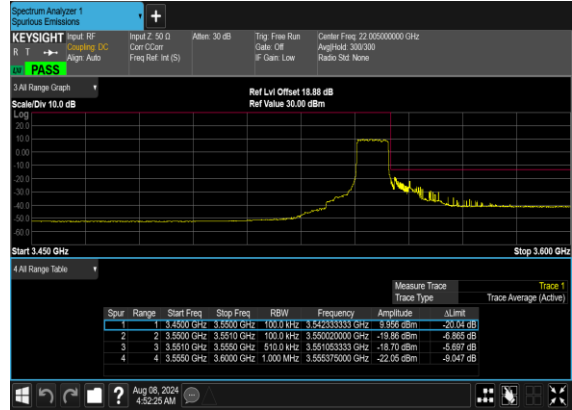 Spectrum Analyzer 1
Spurious Emissions
+
KEYSIGHT Input: RF Input Z: 50 Ω Atten: 30 dB Trig: Free Run Center Freq: 22.005000000 GHz
R T Coupling: DC Corr CCorr Gate: Off Avg|Hold: 300/300
Align: Auto Freq Ref: Int (S) IF Gain: Low Radio Std: None
LW PASS
3 All Range Graph
Ref Lvl Offset 18.88 dB
Scale/Div 10.0 dB Ref Value 30.00 dBm
Log
20.0
10.0
0.00
-10.0
-20.0
-30.0
-40.0
-50.0
-60.0
Start 3.450 GHz Stop 3.600 GHz
4 All Range Table
Measure Trace Trace 1
Trace Type Trace Average (Active)
Spur Range Start Freq Stop Freq RBW Frequency Amplitude ΔLimit
1 1 3.4500 GHz 3.5500 GHz 100.0 kHz 3.542333333 GHz 9.956 dBm -20.04 dB
2 2 3.5500 GHz 3.5510 GHz 100.0 kHz 3.550020000 GHz -19.86 dBm -6.865 dB
3 3 3.5510 GHz 3.5550 GHz 510.0 kHz 3.551053333 GHz -18.70 dBm -5.697 dB
4 4 3.5550 GHz 3.6000 GHz 1.000 MHz 3.555375000 GHz -22.05 dBm -9.047 dB
? Aug 08, 2024
4:52:25 AM